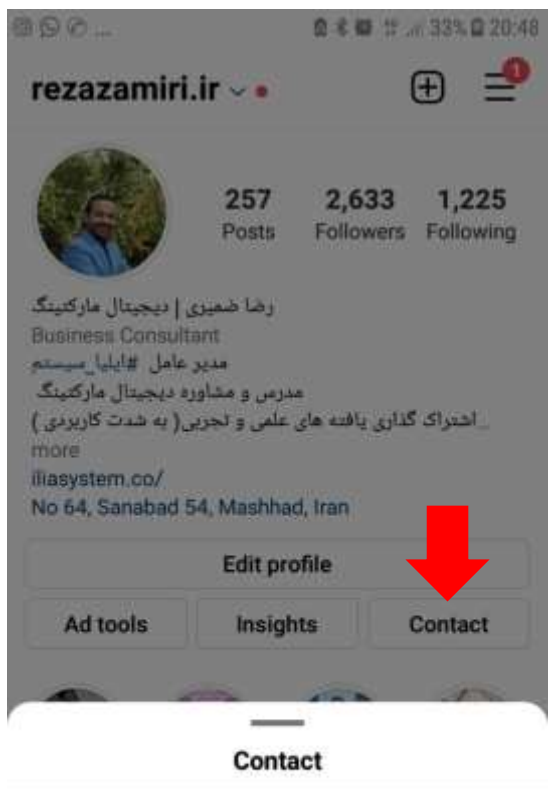 33% 20:48
rezazamiri.ir
1
257 2,633 1,225
Posts Followers Following
رضا ضمیری | دیجیتال مارکتینگ
Business Consultant
مدیر عامل #ایلیا_سیستم
مدرس و مشاوره دیجیتال مارکتینگ
_اشتراک گذاری یافته های علمی و تجربی( به شدت کاربردی )
more
iliasystem.co/
No 64, Sanabad 54, Mashhad, Iran
Edit profile
Ad tools Insights Contact
Contact